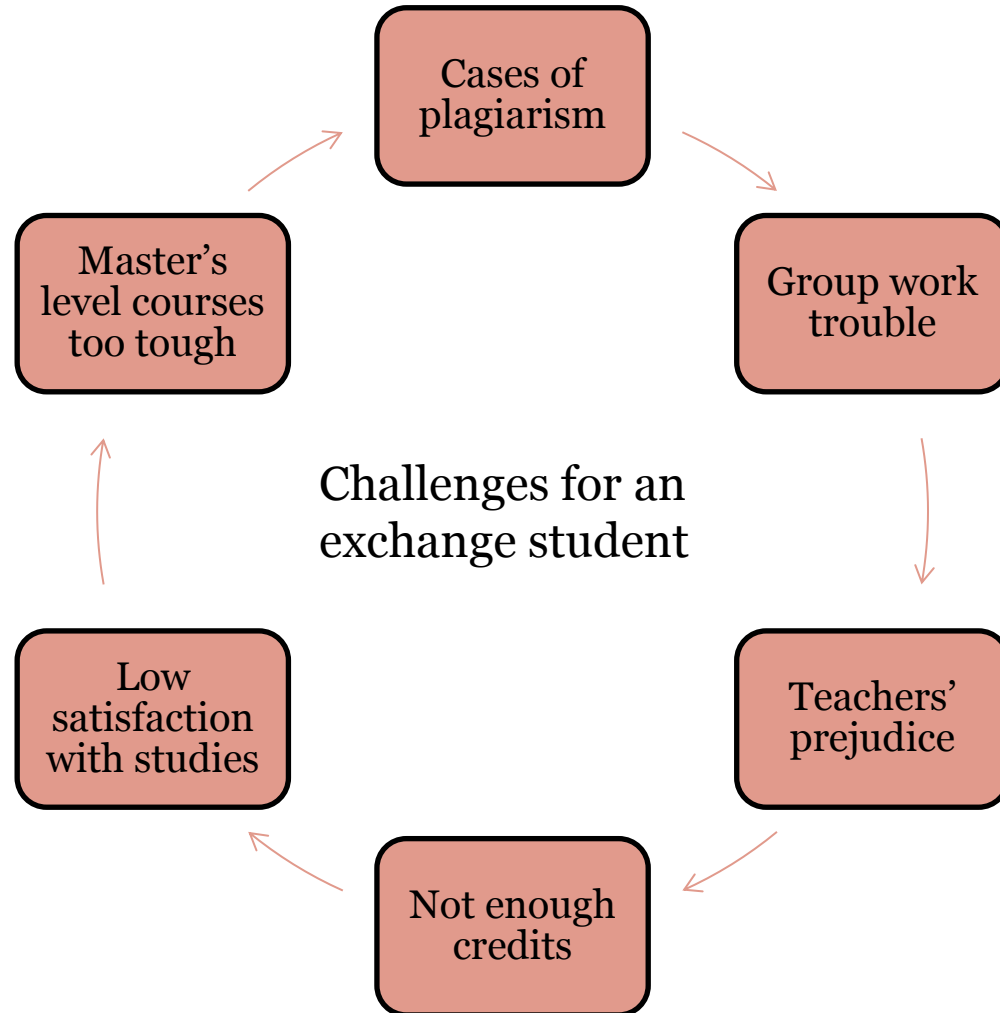 Cases of
plagiarism
Group work
trouble
Teachers’
prejudice
Not enough
credits
Low
satisfaction
with studies
Master’s
level courses
too tough
Challenges for an
exchange student